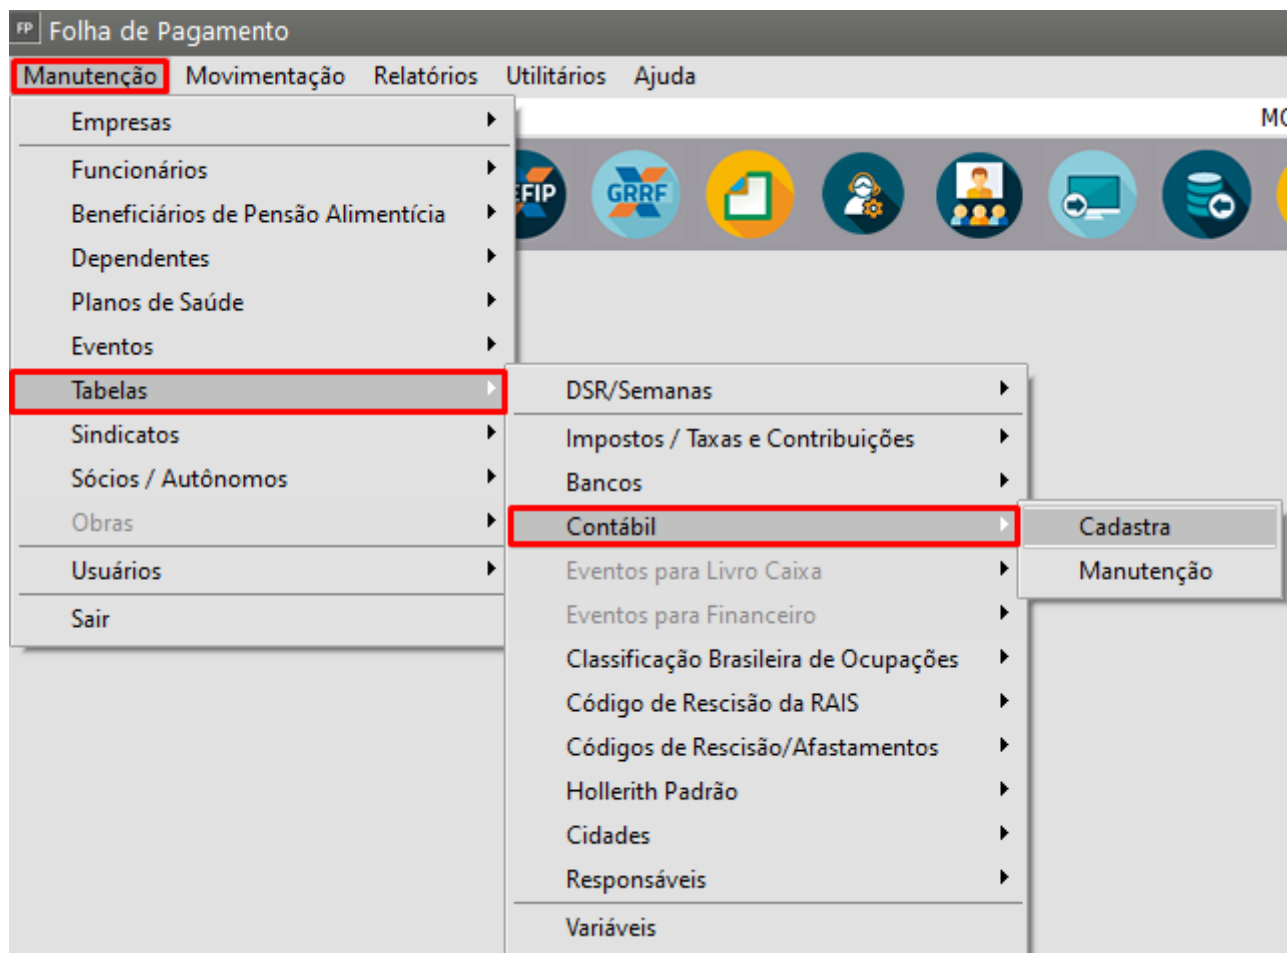 FP Folha de Pagamento
Manutenção Movimentação Relatórios Utilitários Ajuda
Empresas
Funcionários
Beneficiários de Pensão Alimentícia
Dependentes
Planos de Saúde
Eventos
Tabelas
Sindicatos
Sócios / Autônomos
Obras
Usuários
Sair
GRRF
DSR/Semanas
Impostos / Taxas e Contribuições
Bancos
Contábil
Eventos para Livro Caixa
Eventos para Financeiro
Classificação Brasileira de Ocupações
Código de Rescisão da RAIS
Códigos de Rescisão/Afastamentos
Hollerith Padrão
Cidades
Responsáveis
Variáveis
Cadastra
Manutenção